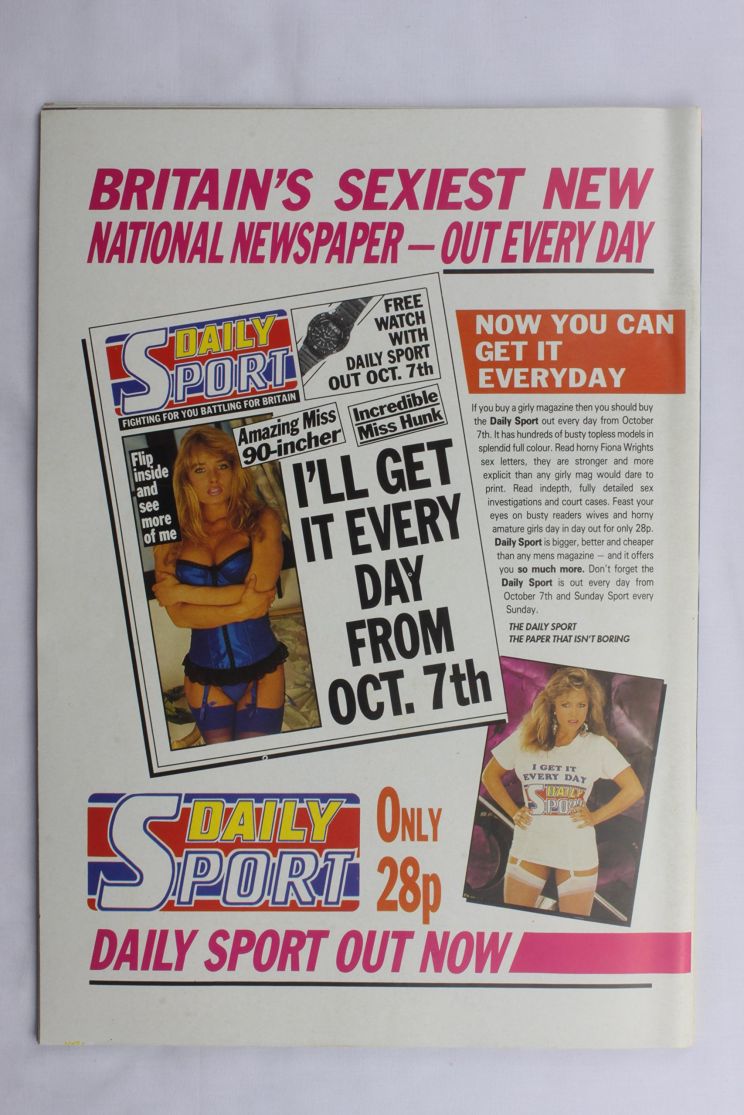 BRITAIN'S SEXIEST NEW
NATIONAL NEWSPAPER — OUT EVERY DAY
DAILY
SPORT
FIGHTING FOR YOU BATTLING FOR BRITAIN
FREE
WATCH
WITH
DAILY SPORT
OUT OCT. 7th
Amazing Miss
90-incher
Incredible
Miss Hunk
Flip
inside
and
see
more
of me
I'LL GET
IT EVERY
DAY
FROM
OCT. 7th
NOW YOU CAN
GET IT
EVERYDAY
If you buy a girly magazine then you should buy
the Daily Sport out every day from October
7th. It has hundreds of busty topless models in
splendid full colour. Read horny Fiona Wrights
sex letters, they are stronger and more
explicit than any girly mag would dare to
print. Read indepth, fully detailed sex
investigations and court cases. Feast your
eyes on busty readers wives and horny
amature girls day in day out for only 28p.
Daily Sport is bigger, better and cheaper
than any mens magazine — and it offers
you so much more. Don't forget the
Daily Sport is out every day from
October 7th and Sunday Sport every
Sunday.
THE DAILY SPORT
THE PAPER THAT ISN'T BORING
I GET IT
EVERY DAY
DAILY
SPORT
DAILY
SPORT
ONLY
28p
DAILY SPORT OUT NOW